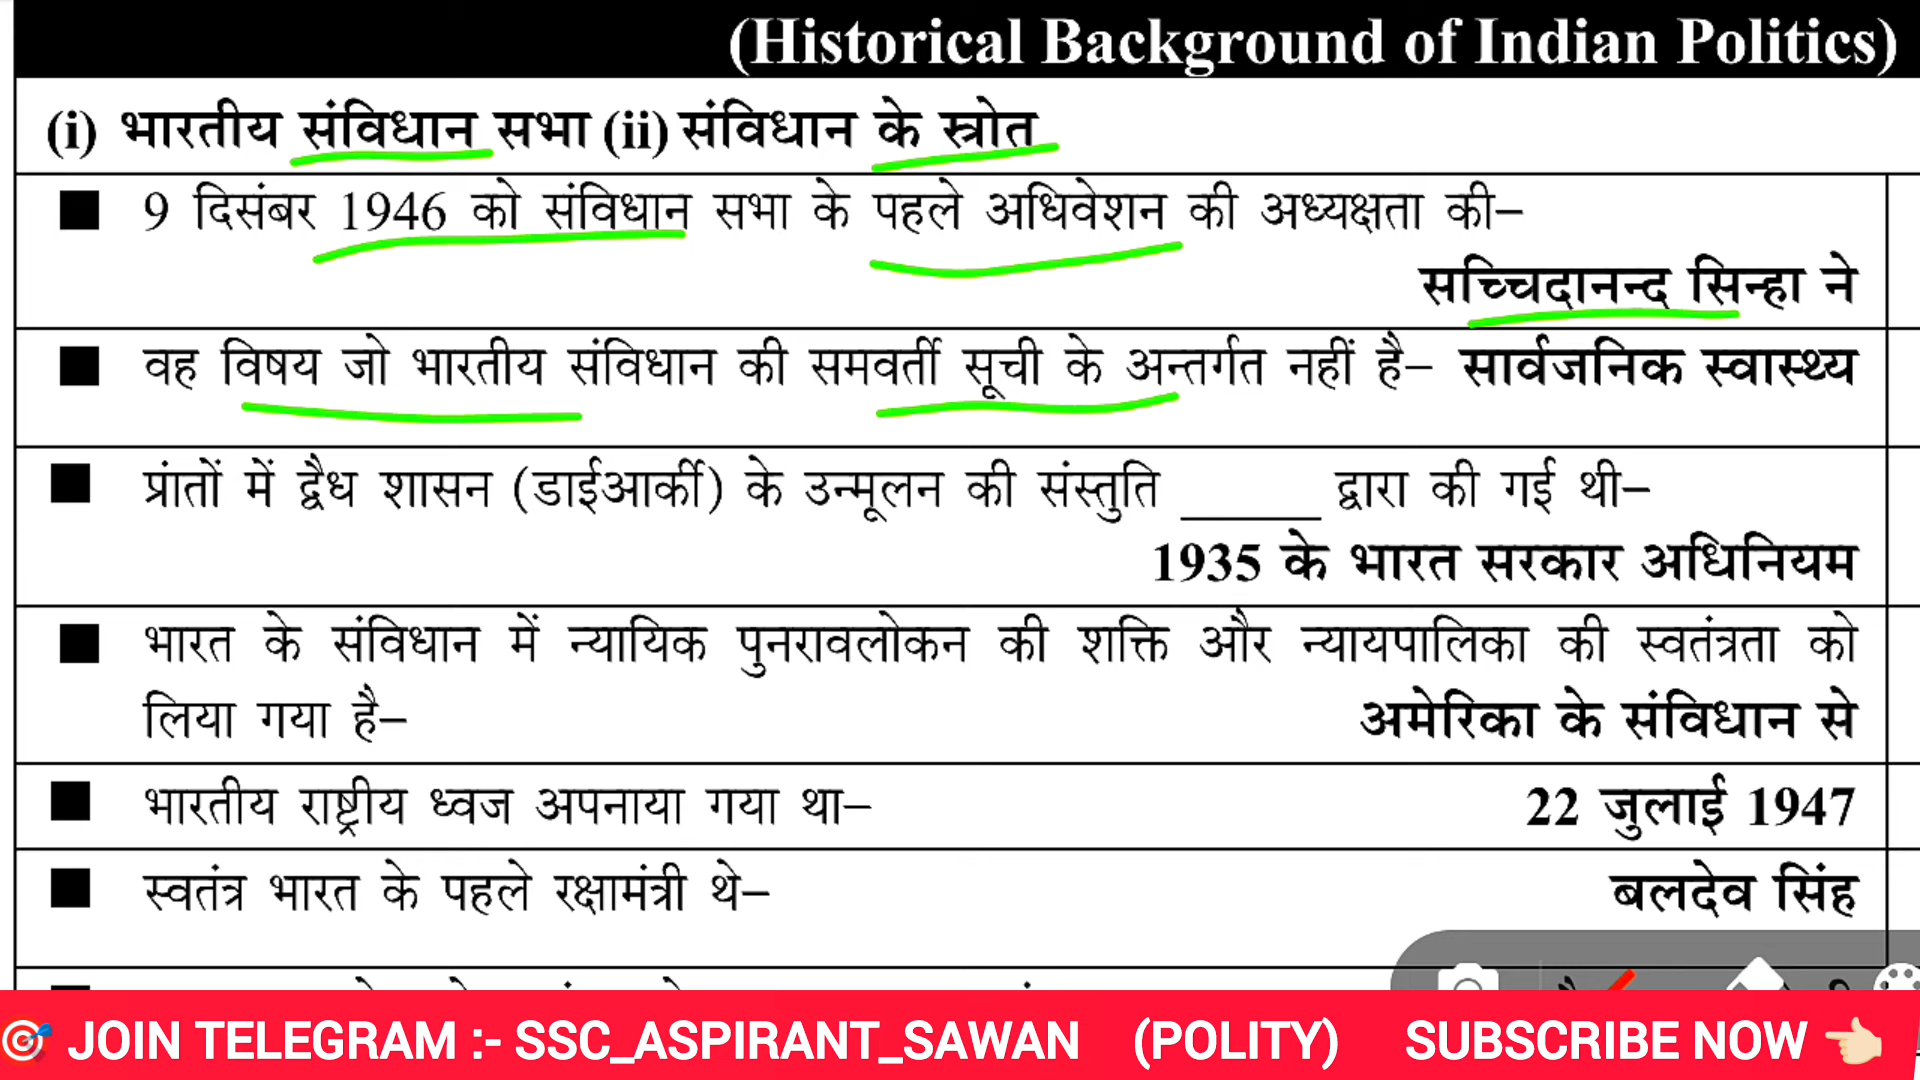 (Historical Background of Indian Politics)
(i) भारतीय संविधान सभा (ii) संविधान के स्त्रोत
■ 9 दिसंबर 1946 को संविधान सभा के पहले अधिवेशन की अध्यक्षता की–
सच्चिदानन्द सिन्हा ने
■ वह विषय जो भारतीय संविधान की समवर्ती सूची के अन्तर्गत नहीं है– सार्वजनिक स्वास्थ्य
■ प्रांतों में द्वैध शासन (डाईआर्की) के उन्मूलन की संस्तुति _____ द्वारा की गई थी–
1935 के भारत सरकार अधिनियम
■ भारत के संविधान में न्यायिक पुनरावलोकन की शक्ति और न्यायपालिका की स्वतंत्रता को
लिया गया है– अमेरिका के संविधान से
■ भारतीय राष्ट्रीय ध्वज अपनाया गया था– 22 जुलाई 1947
■ स्वतंत्र भारत के पहले रक्षामंत्री थे– बलदेव सिंह
🎯 JOIN TELEGRAM :- SSC_ASPIRANT_SAWAN (POLITY) SUBSCRIBE NOW 👈🏻